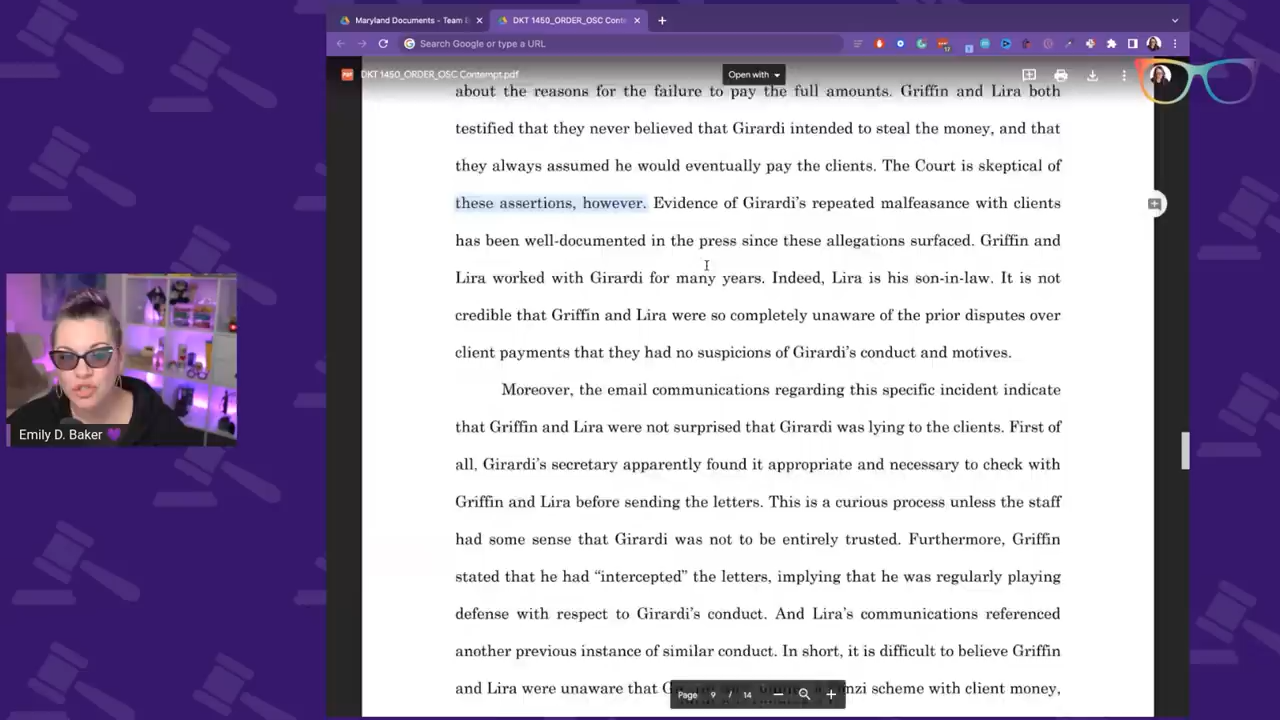 Maryland Documents - Team
DKT 1450_ORDER_OSC Conte
Search Google or type a URL
PDF DKT 1450_ORDER_OSC Contempt.pdf
Open with
about the reasons for the failure to pay the full amounts. Griffin and Lira both
testified that they never believed that Girardi intended to steal the money, and that
they always assumed he would eventually pay the clients. The Court is skeptical of
these assertions, however. Evidence of Girardi's repeated malfeasance with clients
has been well-documented in the press since these allegations surfaced. Griffin and
Lira worked with Girardi for many years. Indeed, Lira is his son-in-law. It is not
credible that Griffin and Lira were so completely unaware of the prior disputes over
client payments that they had no suspicions of Girardi's conduct and motives.
Moreover, the email communications regarding this specific incident indicate
that Griffin and Lira were not surprised that Girardi was lying to the clients. First of
all, Girardi's secretary apparently found it appropriate and necessary to check with
Griffin and Lira before sending the letters. This is a curious process unless the staff
had some sense that Girardi was not to be entirely trusted. Furthermore, Griffin
stated that he had “intercepted” the letters, implying that he was regularly playing
defense with respect to Girardi's conduct. And Lira's communications referenced
another previous instance of similar conduct. In short, it is difficult to believe Griffin
and Lira were unaware that scheme with client money,
Page 9 / 14
Emily D. Baker 💜